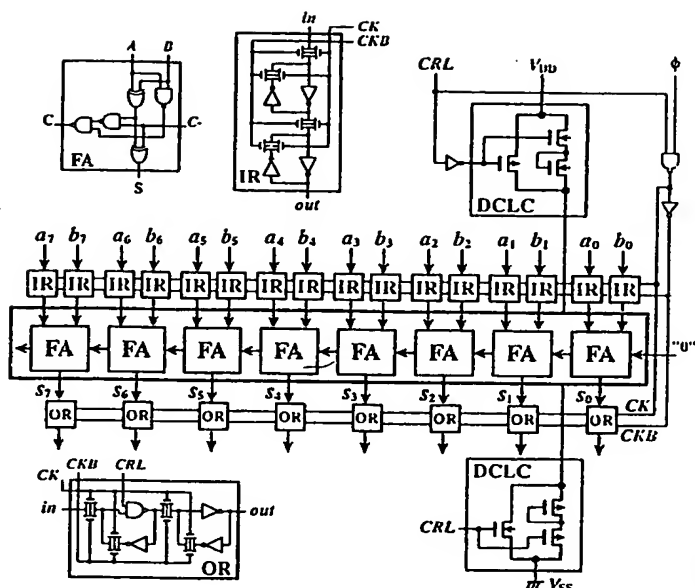 in
CK
CKB
A B
CRL
V_DD
ϕ
C
C-
FA
S
IR
out
DCLC
a₇ b₇ a₆ b₆ a₅ b₅ a₄ b₄ a₃ b₃ a₂ b₂ a₁ b₁ a₀ b₀
IR IR IR IR IR IR IR IR IR IR IR IR IR IR IR IR
FA FA FA FA FA FA FA FA
"0"
S₇ S₆ S₅ S₄ S₃ S₂ S₁ S₀
OR OR OR OR OR OR OR OR
CK
CKB
CKB CRL
CK
in
out
OR
DCLC
CRL
V_SS